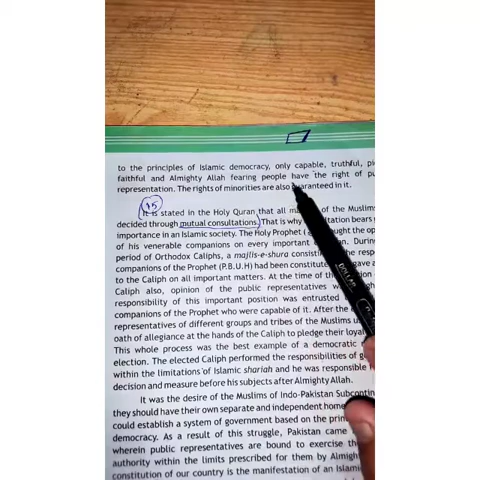 to the principles of Islamic democracy, only capable, truthful,
faithful and Almighty Allah fearing people have the right of
representation. The rights of minorities are also guaranteed in it.
15
It is stated in the Holy Quran that all of the Muslims
decided through mutual consultations. That is why bears
importance in an Islamic society. The Holy Prophet the
of his venerable companions on every important
period of Orthodox Caliphs, a majlis-e-shura
companions of the Prophet (P.B.U.H) had been
to the Caliph on all important matters. At the time of the
Caliph also, opinion of the public representatives
responsibility of this important position was entrusted
companions of the Prophet who were capable of it. After the
representatives of different groups and tribes of the Muslims
oath of allegiance at the hands of the Caliph to pledge their
This whole process was the best example of a democratic
election. The elected Caliph performed the responsibilities of
within the limitations of Islamic shariah and he was responsible
decision and measure before his subjects after Almighty Allah.
It was the desire of the Muslims of Indo-Pakistan
they should have their own separate and independent
could establish a system of government based on the
democracy. As a result of this struggle, Pakistan came
wherein public representatives are bound to exercise
authority within the limits prescribed for them by
constitution of our country is the manifestation of an
DOLLAR